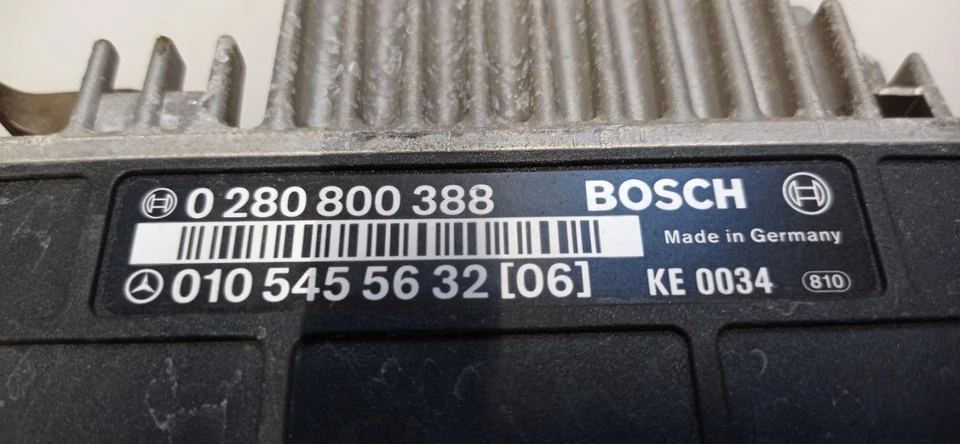 0 280 800 388 BOSCH
Made in Germany
010 545 56 32 [06] KE 0034 810